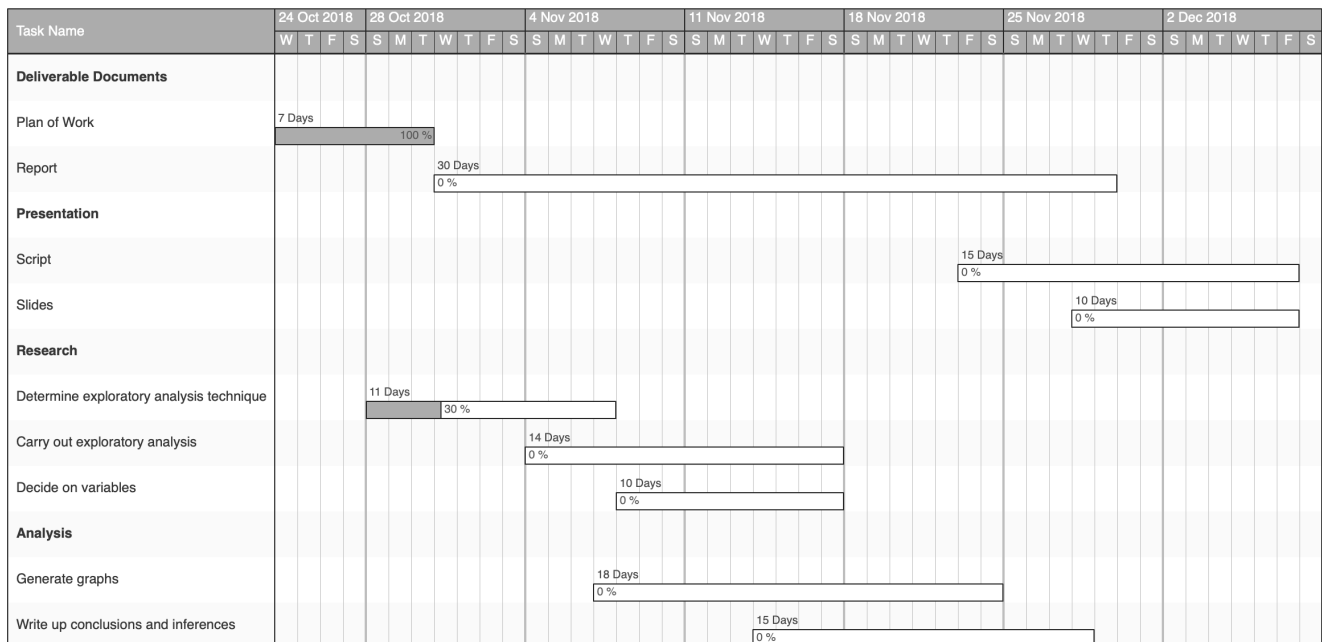 Task Name
24 Oct 2018 28 Oct 2018 4 Nov 2018 11 Nov 2018 18 Nov 2018 25 Nov 2018 2 Dec 2018
W T F S S M T W T F S S M T W T F S S M T W T F S S M T W T F S S M T W T F S S M T W T F S
Deliverable Documents
Plan of Work
7 Days
100 %
Report
30 Days
0 %
Presentation
Script
15 Days
0 %
Slides
10 Days
0 %
Research
Determine exploratory analysis technique
11 Days
30 %
Carry out exploratory analysis
14 Days
0 %
Decide on variables
10 Days
0 %
Analysis
Generate graphs
18 Days
0 %
Write up conclusions and inferences
15 Days
0 %